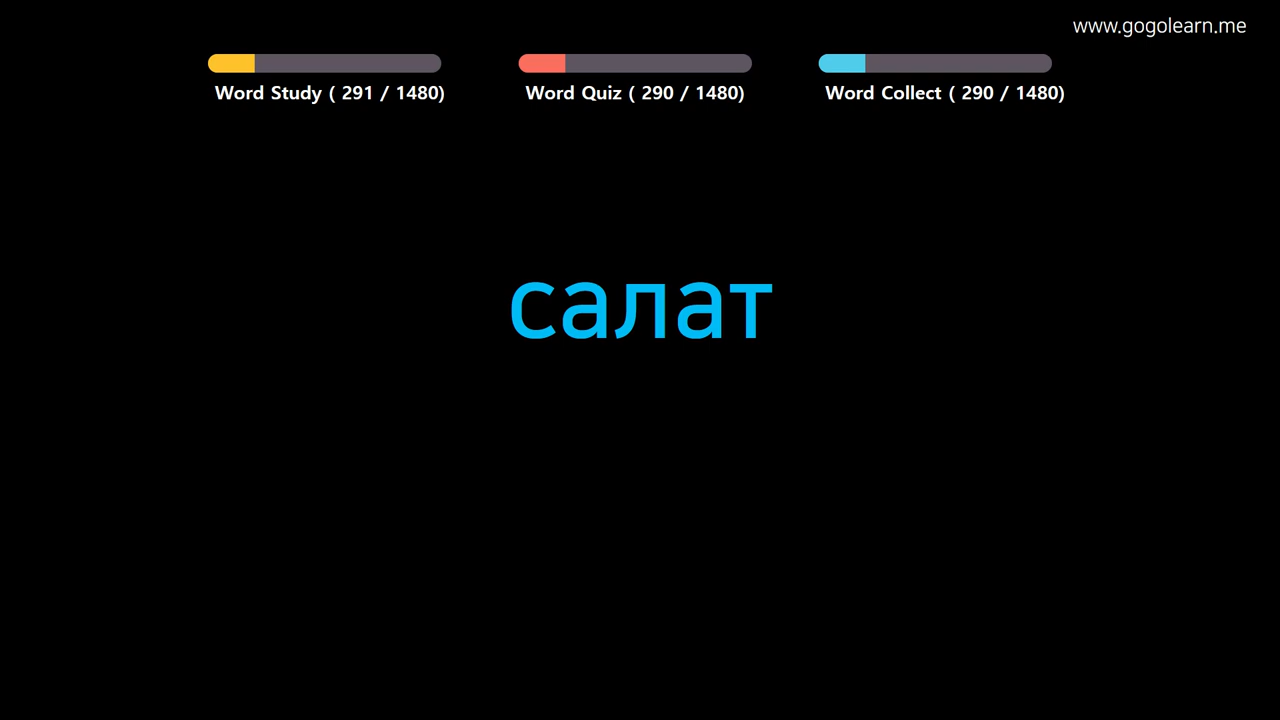 www.gogolearn.me
Word Study ( 291 / 1480)
Word Quiz ( 290 / 1480)
Word Collect ( 290 / 1480)
салат